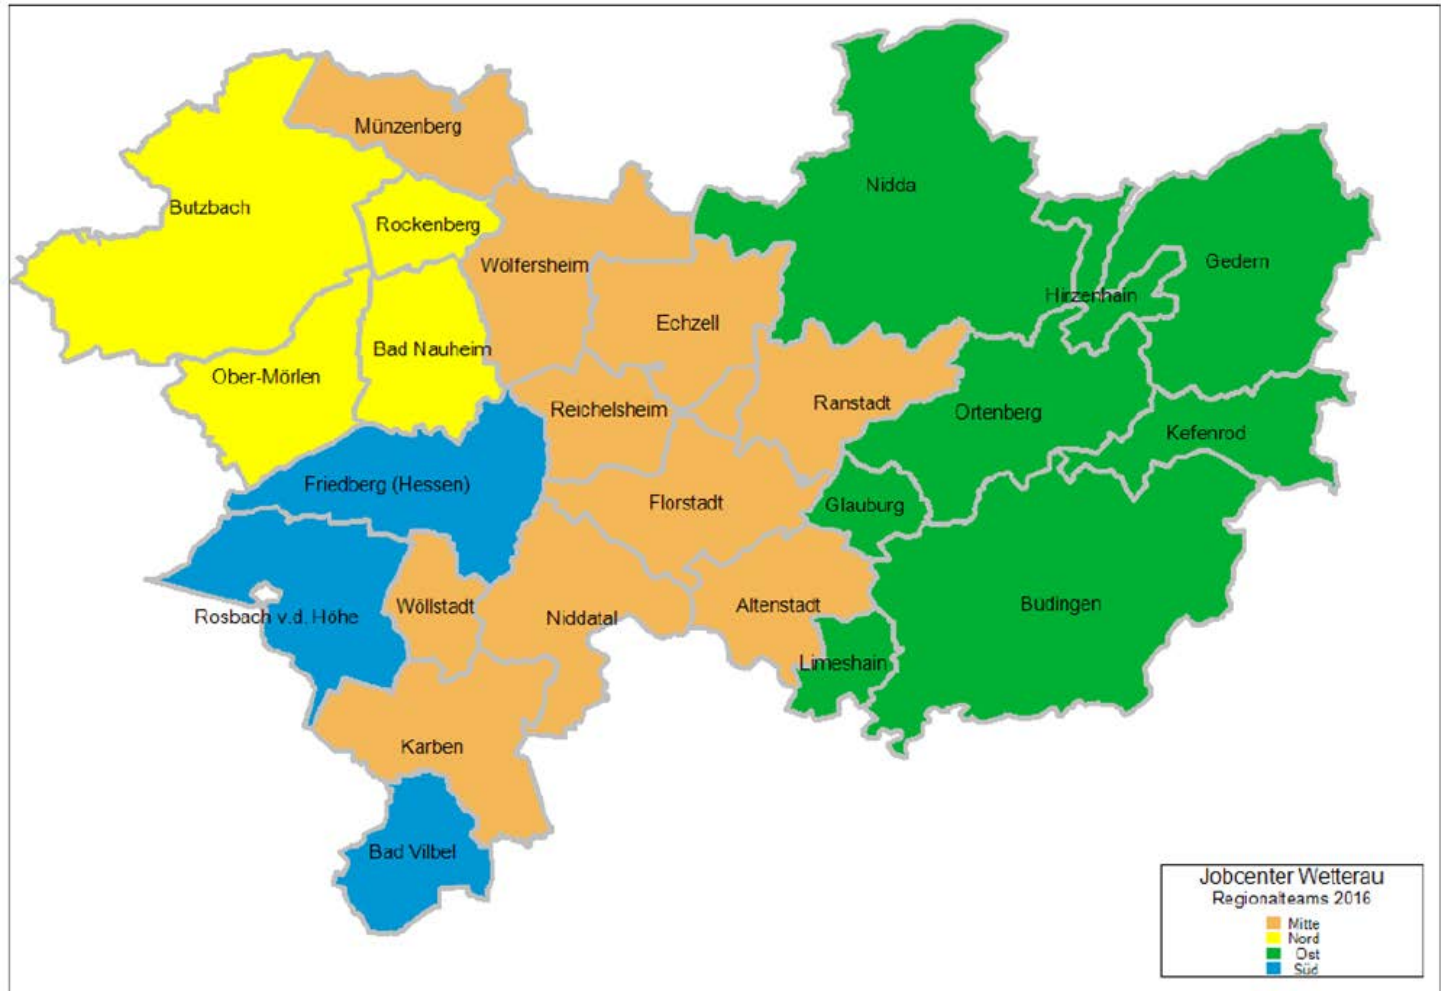 Münzenberg
Nidda
Butzbach
Rockenberg
Wölfersheim
Gedern
Hirzenhain
Echzell
Bad Nauheim
Ober-Mörlen
Reichelsheim
Ranstadt
Ortenberg
Kefenrod
Friedberg (Hessen)
Florstadt
Glauburg
Wöllstadt
Altenstadt
Büdingen
Rosbach v.d. Höhe
Niddatal
Limeshain
Karben
Bad Vilbel
Jobcenter Wetterau
Regionalteams 2016
Mitte
Nord
Ost
Süd